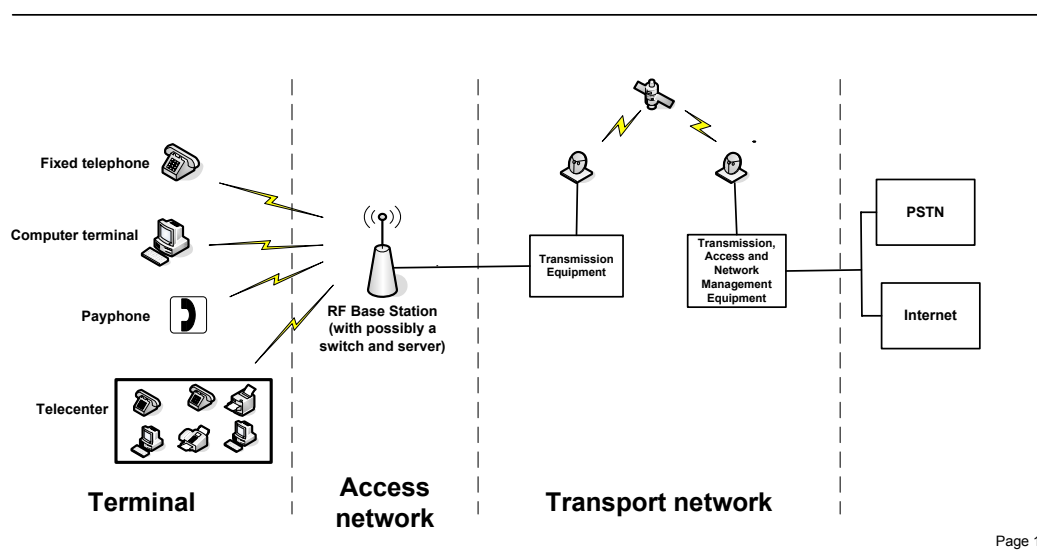 Fixed telephone
Computer terminal
Payphone
Telecenter
RF Base Station
(with possibly a
switch and server)
Transmission
Equipment
Transmission,
Access and
Network
Management
Equipment
PSTN
Internet
Terminal
Access
network
Transport network
Page 1